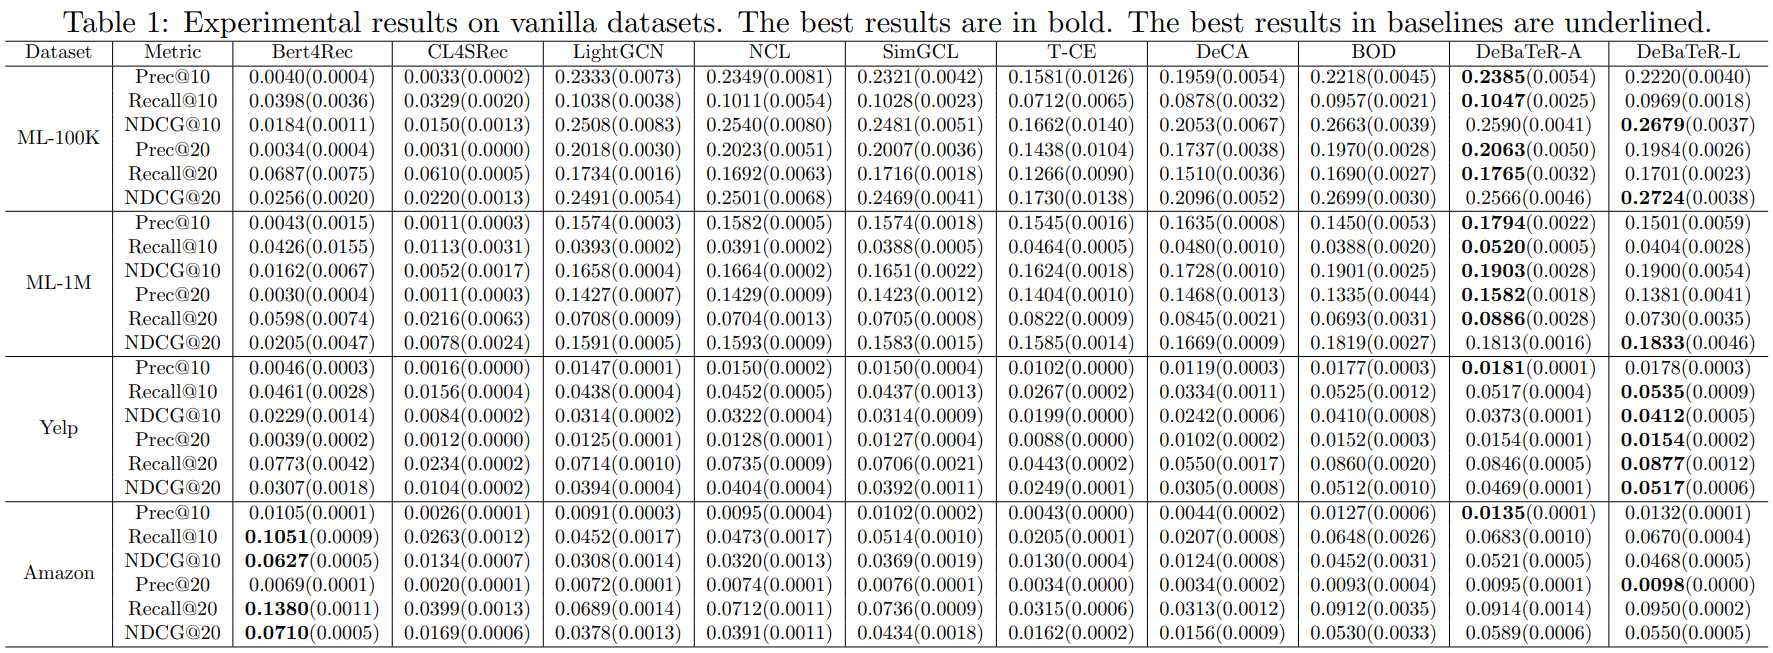 Table 1: Experimental results on vanilla datasets. The best results are in bold. The best results in baselines are underlined.
Dataset Metric Bert4Rec CL4SRec LightGCN NCL SimGCL T-CE DeCA BOD DeBaTeR-A DeBaTeR-L
Prec@10 0.0040(0.0004) 0.0033(0.0002) 0.2333(0.0073) 0.2349(0.0081) 0.2321(0.0042) 0.1581(0.0126) 0.1959(0.0054) 0.2218(0.0045) 0.2385(0.0054) 0.2220(0.0040)
Recall@10 0.0398(0.0036) 0.0329(0.0020) 0.1038(0.0038) 0.1011(0.0054) 0.1028(0.0023) 0.0712(0.0065) 0.0878(0.0032) 0.0957(0.0021) 0.1047(0.0025) 0.0969(0.0018)
NDCG@10 0.0184(0.0011) 0.0150(0.0013) 0.2508(0.0083) 0.2540(0.0080) 0.2481(0.0051) 0.1662(0.0140) 0.2053(0.0067) 0.2663(0.0039) 0.2590(0.0041) 0.2679(0.0037)
ML-100K
Prec@20 0.0034(0.0004) 0.0031(0.0000) 0.2018(0.0030) 0.2023(0.0051) 0.2007(0.0036) 0.1438(0.0104) 0.1737(0.0038) 0.1970(0.0028) 0.2063(0.0050) 0.1984(0.0026)
Recall@20 0.0687(0.0075) 0.0610(0.0005) 0.1734(0.0016) 0.1692(0.0063) 0.1716(0.0018) 0.1266(0.0090) 0.1510(0.0036) 0.1690(0.0027) 0.1765(0.0032) 0.1701(0.0023)
NDCG@20 0.0256(0.0020) 0.0220(0.0013) 0.2491(0.0054) 0.2501(0.0068) 0.2469(0.0041) 0.1730(0.0138) 0.2096(0.0052) 0.2699(0.0030) 0.2566(0.0046) 0.2724(0.0038)
Prec@10 0.0043(0.0015) 0.0011(0.0003) 0.1574(0.0003) 0.1582(0.0005) 0.1574(0.0018) 0.1545(0.0016) 0.1635(0.0008) 0.1450(0.0053) 0.1794(0.0022) 0.1501(0.0059)
Recall@10 0.0426(0.0155) 0.0113(0.0031) 0.0393(0.0002) 0.0391(0.0002) 0.0388(0.0005) 0.0464(0.0005) 0.0480(0.0010) 0.0388(0.0020) 0.0520(0.0005) 0.0404(0.0028)
NDCG@10 0.0162(0.0067) 0.0052(0.0017) 0.1658(0.0004) 0.1664(0.0002) 0.1651(0.0022) 0.1624(0.0018) 0.1728(0.0010) 0.1901(0.0025) 0.1903(0.0028) 0.1900(0.0054)
ML-1M
Prec@20 0.0030(0.0004) 0.0011(0.0003) 0.1427(0.0007) 0.1429(0.0009) 0.1423(0.0012) 0.1404(0.0010) 0.1468(0.0013) 0.1335(0.0044) 0.1582(0.0018) 0.1381(0.0041)
Recall@20 0.0598(0.0074) 0.0216(0.0063) 0.0708(0.0009) 0.0704(0.0013) 0.0705(0.0008) 0.0822(0.0009) 0.0845(0.0021) 0.0693(0.0031) 0.0886(0.0028) 0.0730(0.0035)
NDCG@20 0.0205(0.0047) 0.0078(0.0024) 0.1591(0.0005) 0.1593(0.0009) 0.1583(0.0015) 0.1585(0.0014) 0.1669(0.0009) 0.1819(0.0027) 0.1813(0.0016) 0.1833(0.0046)
Prec@10 0.0046(0.0003) 0.0016(0.0000) 0.0147(0.0001) 0.0150(0.0002) 0.0150(0.0004) 0.0102(0.0000) 0.0119(0.0003) 0.0177(0.0003) 0.0181(0.0001) 0.0178(0.0003)
Recall@10 0.0461(0.0028) 0.0156(0.0004) 0.0438(0.0004) 0.0452(0.0005) 0.0437(0.0013) 0.0267(0.0002) 0.0334(0.0011) 0.0525(0.0012) 0.0517(0.0004) 0.0535(0.0009)
NDCG@10 0.0229(0.0014) 0.0084(0.0002) 0.0314(0.0002) 0.0322(0.0004) 0.0314(0.0009) 0.0199(0.0000) 0.0242(0.0006) 0.0410(0.0008) 0.0373(0.0001) 0.0412(0.0005)
Yelp
Prec@20 0.0039(0.0002) 0.0012(0.0000) 0.0125(0.0001) 0.0128(0.0001) 0.0127(0.0004) 0.0088(0.0000) 0.0102(0.0002) 0.0152(0.0003) 0.0154(0.0001) 0.0154(0.0002)
Recall@20 0.0773(0.0042) 0.0234(0.0002) 0.0714(0.0010) 0.0735(0.0009) 0.0706(0.0021) 0.0443(0.0002) 0.0550(0.0017) 0.0860(0.0020) 0.0846(0.0005) 0.0877(0.0012)
NDCG@20 0.0307(0.0018) 0.0104(0.0002) 0.0394(0.0004) 0.0404(0.0004) 0.0392(0.0011) 0.0249(0.0001) 0.0305(0.0008) 0.0512(0.0010) 0.0469(0.0001) 0.0517(0.0006)
Prec@10 0.0105(0.0001) 0.0026(0.0001) 0.0091(0.0003) 0.0095(0.0004) 0.0102(0.0002) 0.0043(0.0000) 0.0044(0.0002) 0.0127(0.0006) 0.0135(0.0001) 0.0132(0.0001)
Recall@10 0.1051(0.0009) 0.0263(0.0012) 0.0452(0.0017) 0.0473(0.0017) 0.0514(0.0010) 0.0205(0.0001) 0.0207(0.0008) 0.0648(0.0026) 0.0683(0.0010) 0.0670(0.0004)
NDCG@10 0.0627(0.0005) 0.0134(0.0007) 0.0308(0.0014) 0.0320(0.0013) 0.0369(0.0019) 0.0130(0.0004) 0.0124(0.0008) 0.0452(0.0031) 0.0521(0.0005) 0.0468(0.0005)
Amazon
Prec@20 0.0069(0.0001) 0.0020(0.0001) 0.0072(0.0001) 0.0074(0.0001) 0.0076(0.0001) 0.0034(0.0000) 0.0034(0.0002) 0.0093(0.0004) 0.0095(0.0001) 0.0098(0.0000)
Recall@20 0.1380(0.0011) 0.0399(0.0013) 0.0689(0.0014) 0.0712(0.0011) 0.0736(0.0009) 0.0315(0.0006) 0.0313(0.0012) 0.0912(0.0035) 0.0914(0.0014) 0.0950(0.0002)
NDCG@20 0.0710(0.0005) 0.0169(0.0006) 0.0378(0.0013) 0.0391(0.0011) 0.0434(0.0018) 0.0162(0.0002) 0.0156(0.0009) 0.0530(0.0033) 0.0589(0.0006) 0.0550(0.0005)